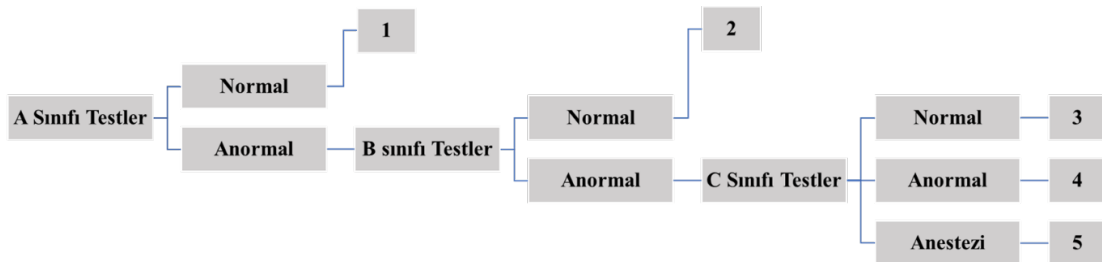 1
2
Normal
A Sınıfı Testler
Normal
Normal
3
Anormal
B sınıfı Testler
Anormal
C Sınıfı Testler
Anormal
4
Anestezi
5